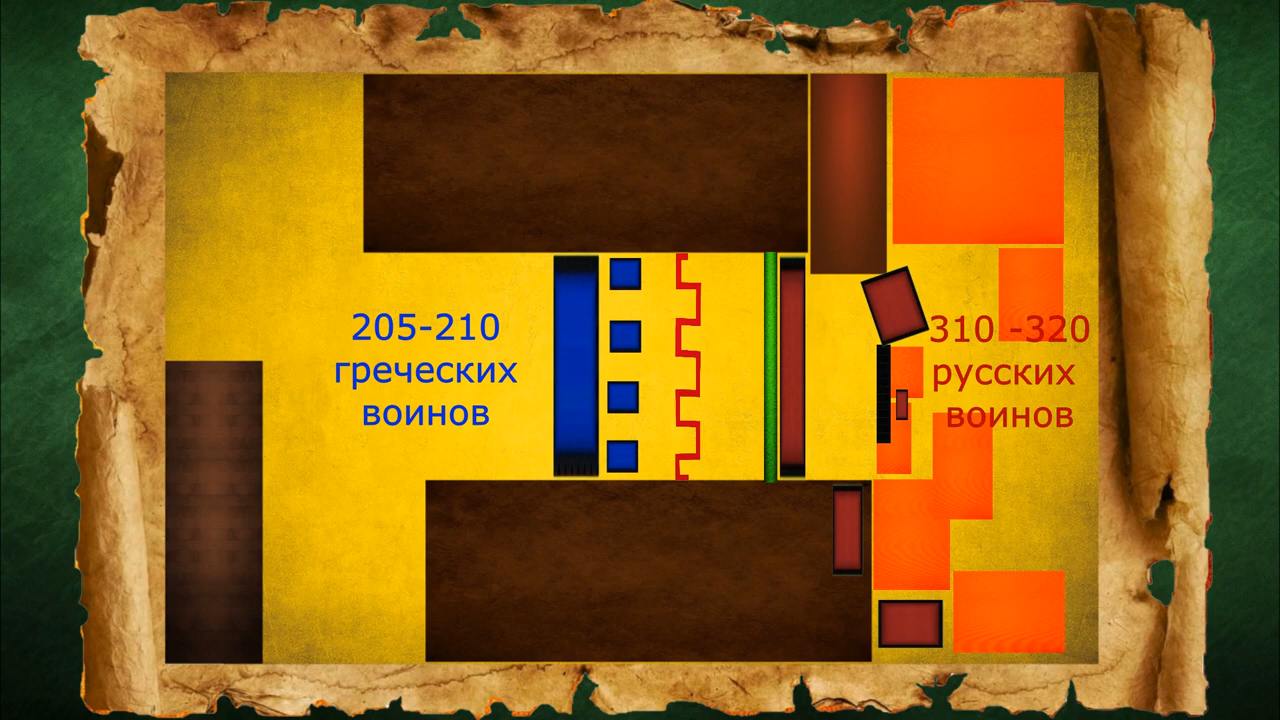 205-210
греческих
воинов
310 -320
русских
воинов